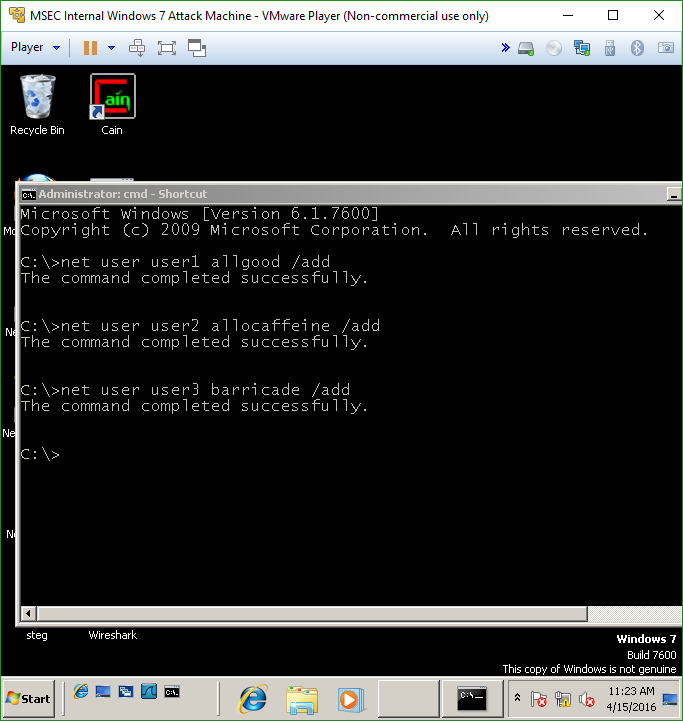 MSEC Internal Windows 7 Attack Machine - VMware Player (Non-commercial use only)
Player
Recycle Bin
Cain
Cain
Administrator: cmd - Shortcut
Microsoft Windows [Version 6.1.7600]
Copyright (c) 2009 Microsoft Corporation.  All rights reserved.
C:\>net user user1 allgood /add
The command completed successfully.
C:\>net user user2 allocaffeine /add
The command completed successfully.
C:\>net user user3 barricade /add
The command completed successfully.
C:\>
steg
Wireshark
Windows 7
Build 7600
This copy of Windows is not genuine
Start
11:23 AM
4/15/2016